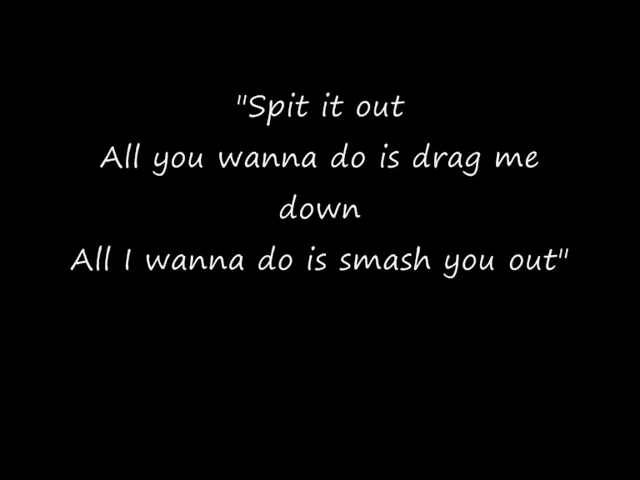 "Spit it out
All you wanna do is drag me
down
All I wanna do is smash you out"